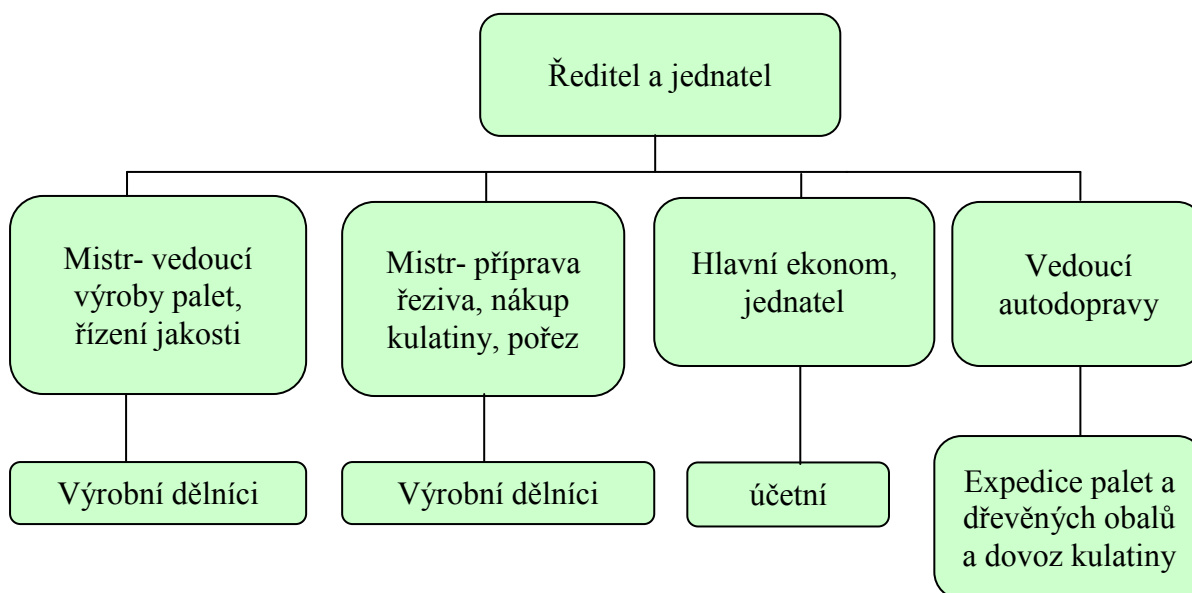 Ředitel a jednatel
Mistr- vedoucí
výroby palet,
řízení jakosti
Mistr- příprava
řeziva, nákup
kulatiny, pořez
Hlavní ekonom,
jednatel
Vedoucí
autodopravy
Výrobní dělníci
Výrobní dělníci
účetní
Expedice palet a
dřevěných obalů
a dovoz kulatiny